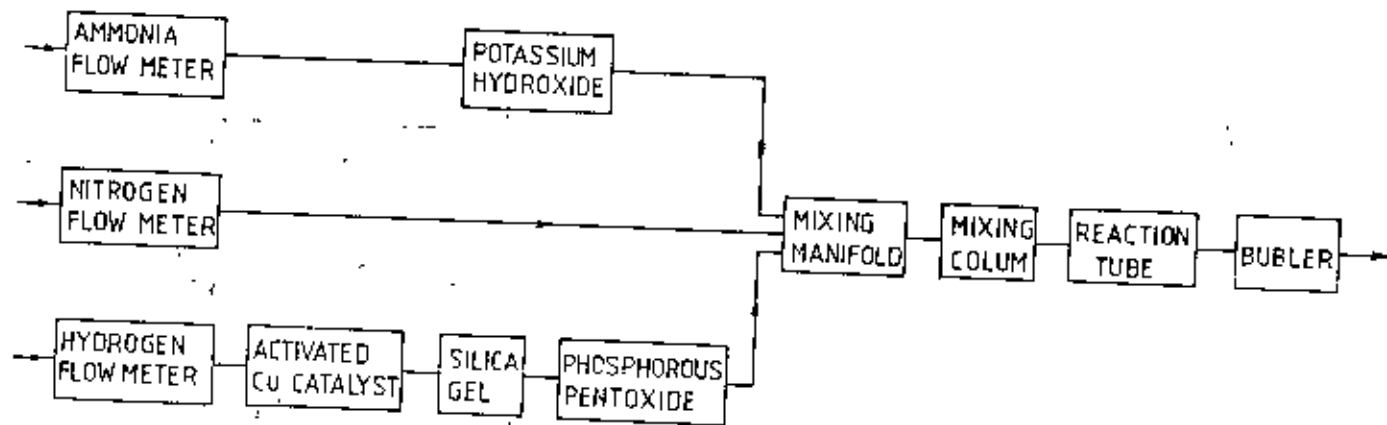 AMMONIA
FLOW METER
POTASSIUM
HYDROXIDE
NITROGEN
FLOW METER
MIXING
MANIFOLD
MIXING
COLUM
REACTION
TUBE
BUBLER
HYDROGEN
FLOW METER
ACTIVATED
CU CATALYST
SILICA
GEL
PHOSPHOROUS
PENTOXIDE